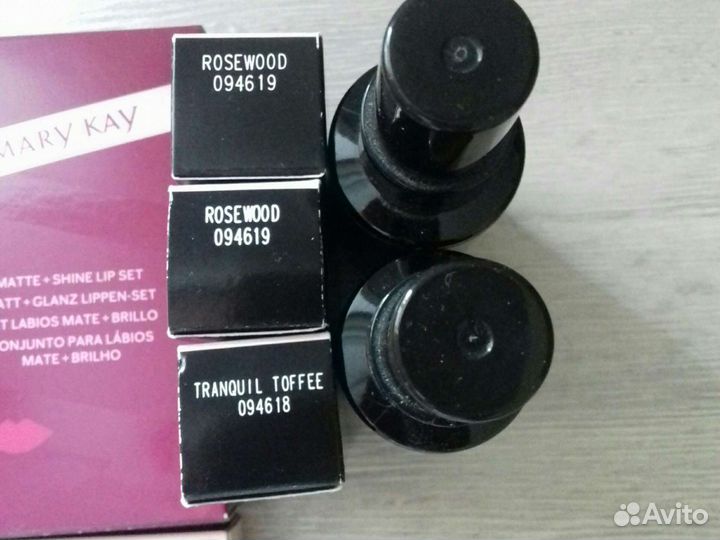 MARY KAY
MATTE + SHINE LIP SET
ATT + GLANZ LIPPEN-SET
T LABIOS MATE + BRILLO
ONJUNTO PARA LÁBIOS
MATE + BRILHO
ROSEWOOD
094619
ROSEWOOD
094619
TRANQUIL TOFFEE
094618
Avito